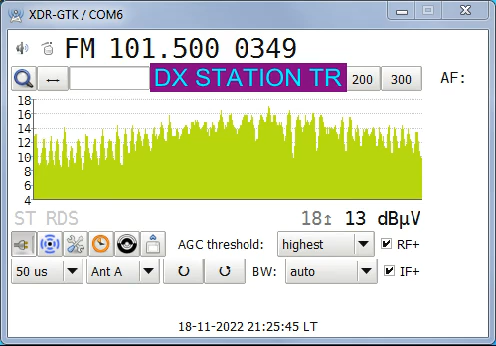 XDR-GTK / COM6
FM 101.500 0349
DX STATION TR 200 300 AF:
18
16
14
12
10
8
6
4
ST RDS 18↥ 13 dBµV
AGC threshold: highest RF+
50 us Ant A BW: auto IF+
18-11-2022 21:25:45 LT